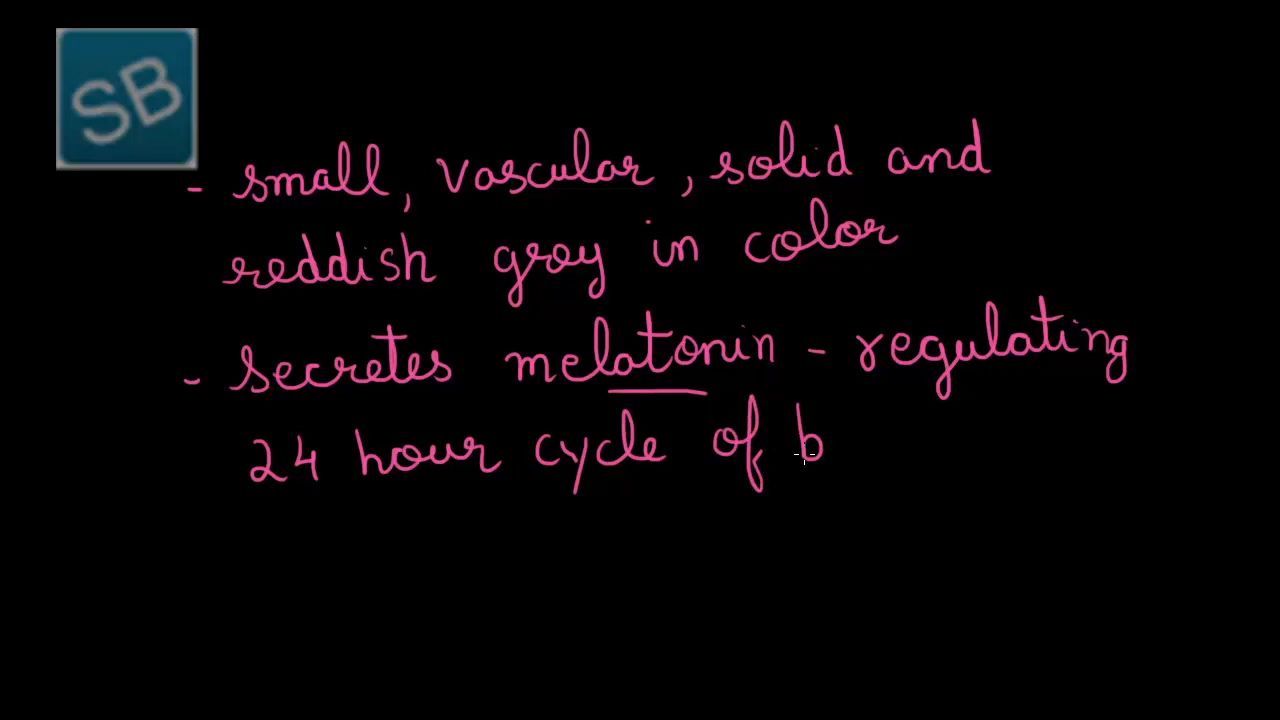 SB
- small, vascular, solid and
reddish grey in color
- secretes melatonin - regulating
24 hour cycle of b